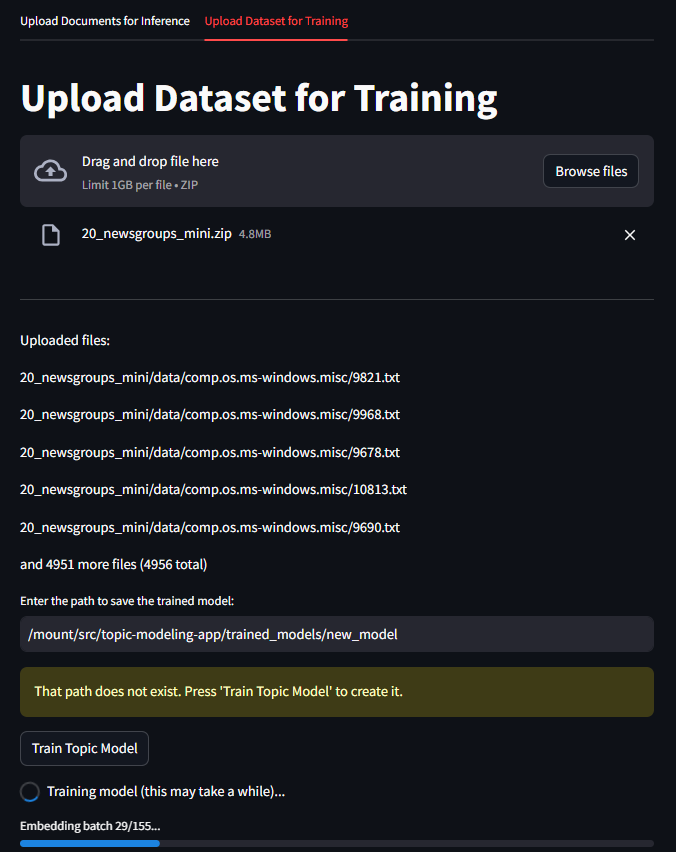 Upload Documents for Inference Upload Dataset for Training
Upload Dataset for Training
Drag and drop file here
Limit 1GB per file • ZIP
Browse files
20_newsgroups_mini.zip 4.8MB
Uploaded files:
20_newsgroups_mini/data/comp.os.ms-windows.misc/9821.txt
20_newsgroups_mini/data/comp.os.ms-windows.misc/9968.txt
20_newsgroups_mini/data/comp.os.ms-windows.misc/9678.txt
20_newsgroups_mini/data/comp.os.ms-windows.misc/10813.txt
20_newsgroups_mini/data/comp.os.ms-windows.misc/9690.txt
and 4951 more files (4956 total)
Enter the path to save the trained model:
/mount/src/topic-modeling-app/trained_models/new_model
That path does not exist. Press 'Train Topic Model' to create it.
Train Topic Model
Training model (this may take a while)...
Embedding batch 29/155...